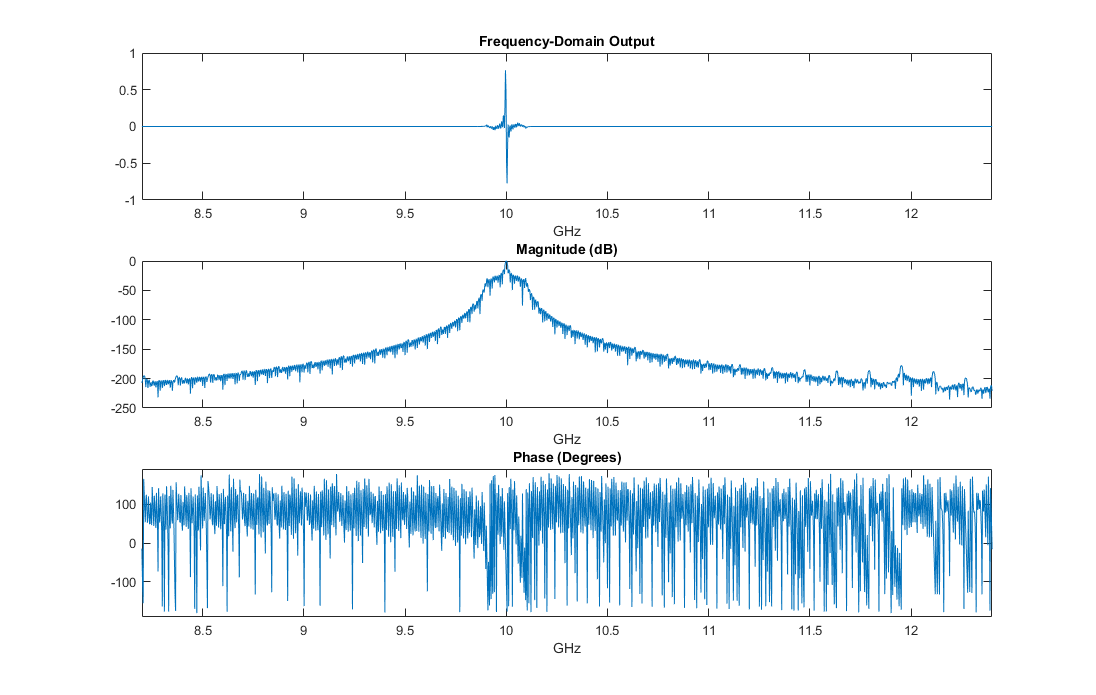 Frequency-Domain Output
1
0.5
0
-0.5
-1
8.5 9 9.5 10 10.5 11 11.5 12
GHz
Magnitude (dB)
0
-50
-100
-150
-200
-250
8.5 9 9.5 10 10.5 11 11.5 12
GHz
Phase (Degrees)
100
0
-100
8.5 9 9.5 10 10.5 11 11.5 12
GHz